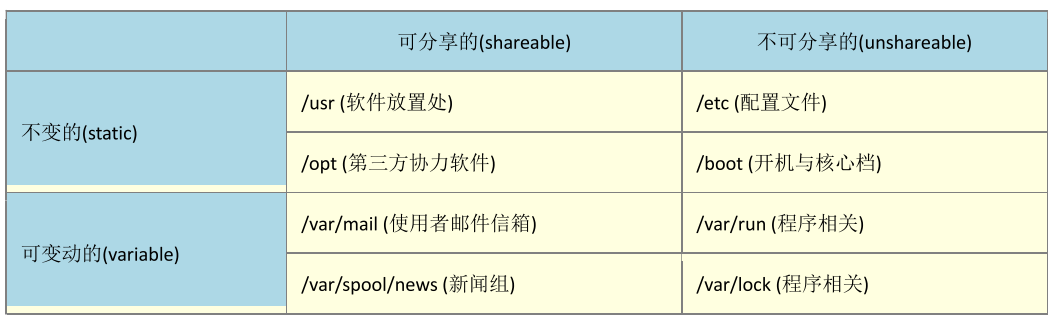 可分享的(shareable) 不可分享的(unshareable)
不变的(static) /usr (软件放置处) /etc (配置文件)
/opt (第三方协力软件) /boot (开机与核心档)
可变动的(variable) /var/mail (使用者邮件信箱) /var/run (程序相关)
/var/spool/news (新闻组) /var/lock (程序相关)